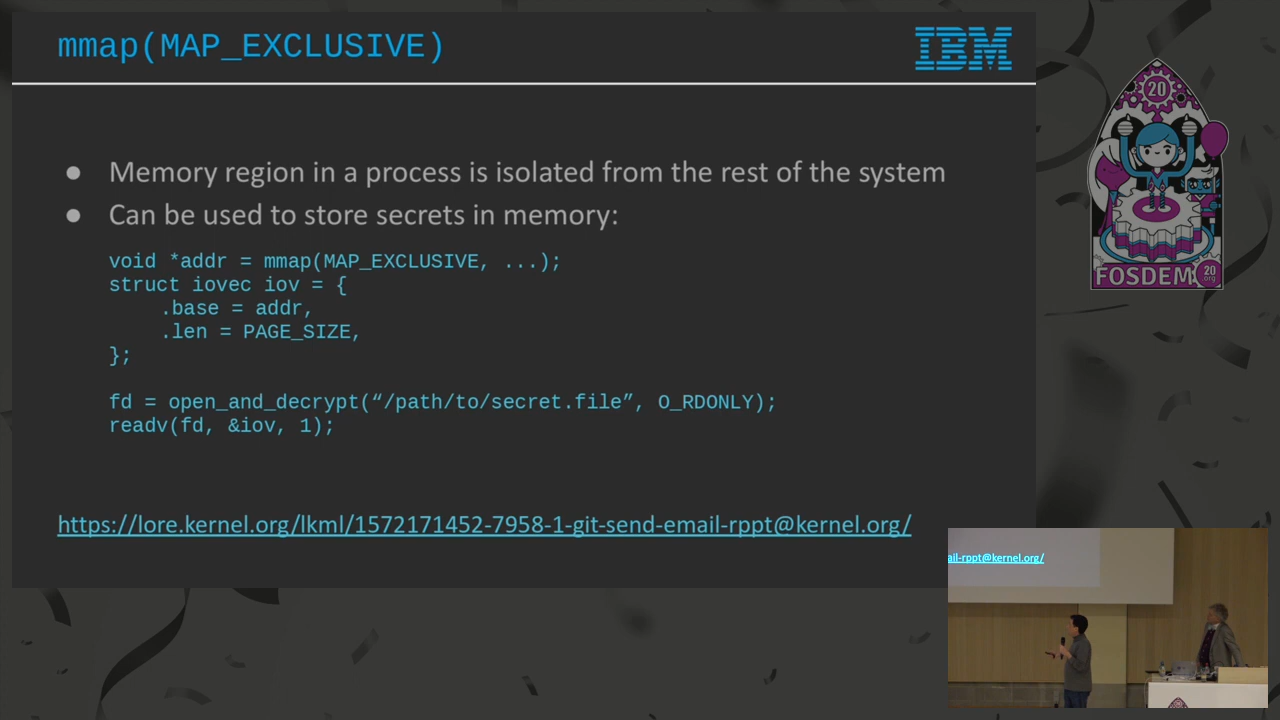 mmap(MAP_EXCLUSIVE)
IBM
● Memory region in a process is isolated from the rest of the system
● Can be used to store secrets in memory:
void *addr = mmap(MAP_EXCLUSIVE, ...);
struct iovec iov = {
.base = addr,
.len = PAGE_SIZE,
};
fd = open_and_decrypt(“/path/to/secret.file”, O_RDONLY);
readv(fd, &iov, 1);
https://lore.kernel.org/lkml/1572171452-7958-1-git-send-email-rppt@kernel.org/
20
FOSDEM
20
.org
ail-rppt@kernel.org/